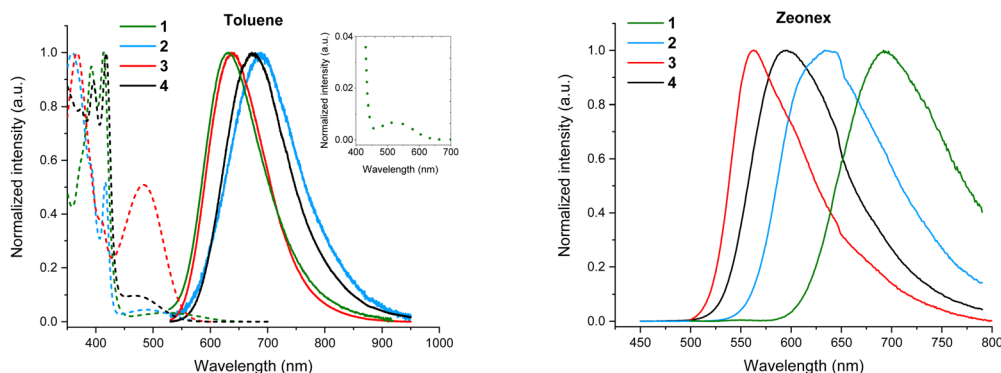 Toluene
1
2
3
4
Normalized intensity (a.u.)
1.0
0.8
0.6
0.4
0.2
0.0
400 500 600 700 800 900 1000
Wavelength (nm)
Normalized intensity (a.u.)
0.04
0.02
0.00
400 500 600 700
Wavelength (nm)
Zeonex
1
2
3
4
Normalized intensity (a.u.)
1.0
0.8
0.6
0.4
0.2
0.0
425 500 550 600 650 700 750 800
Wavelength (nm)